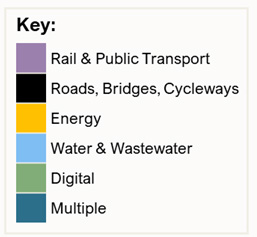 Key:
Rail & Public Transport
Roads, Bridges, Cycleways
Energy
Water & Wastewater
Digital
Multiple